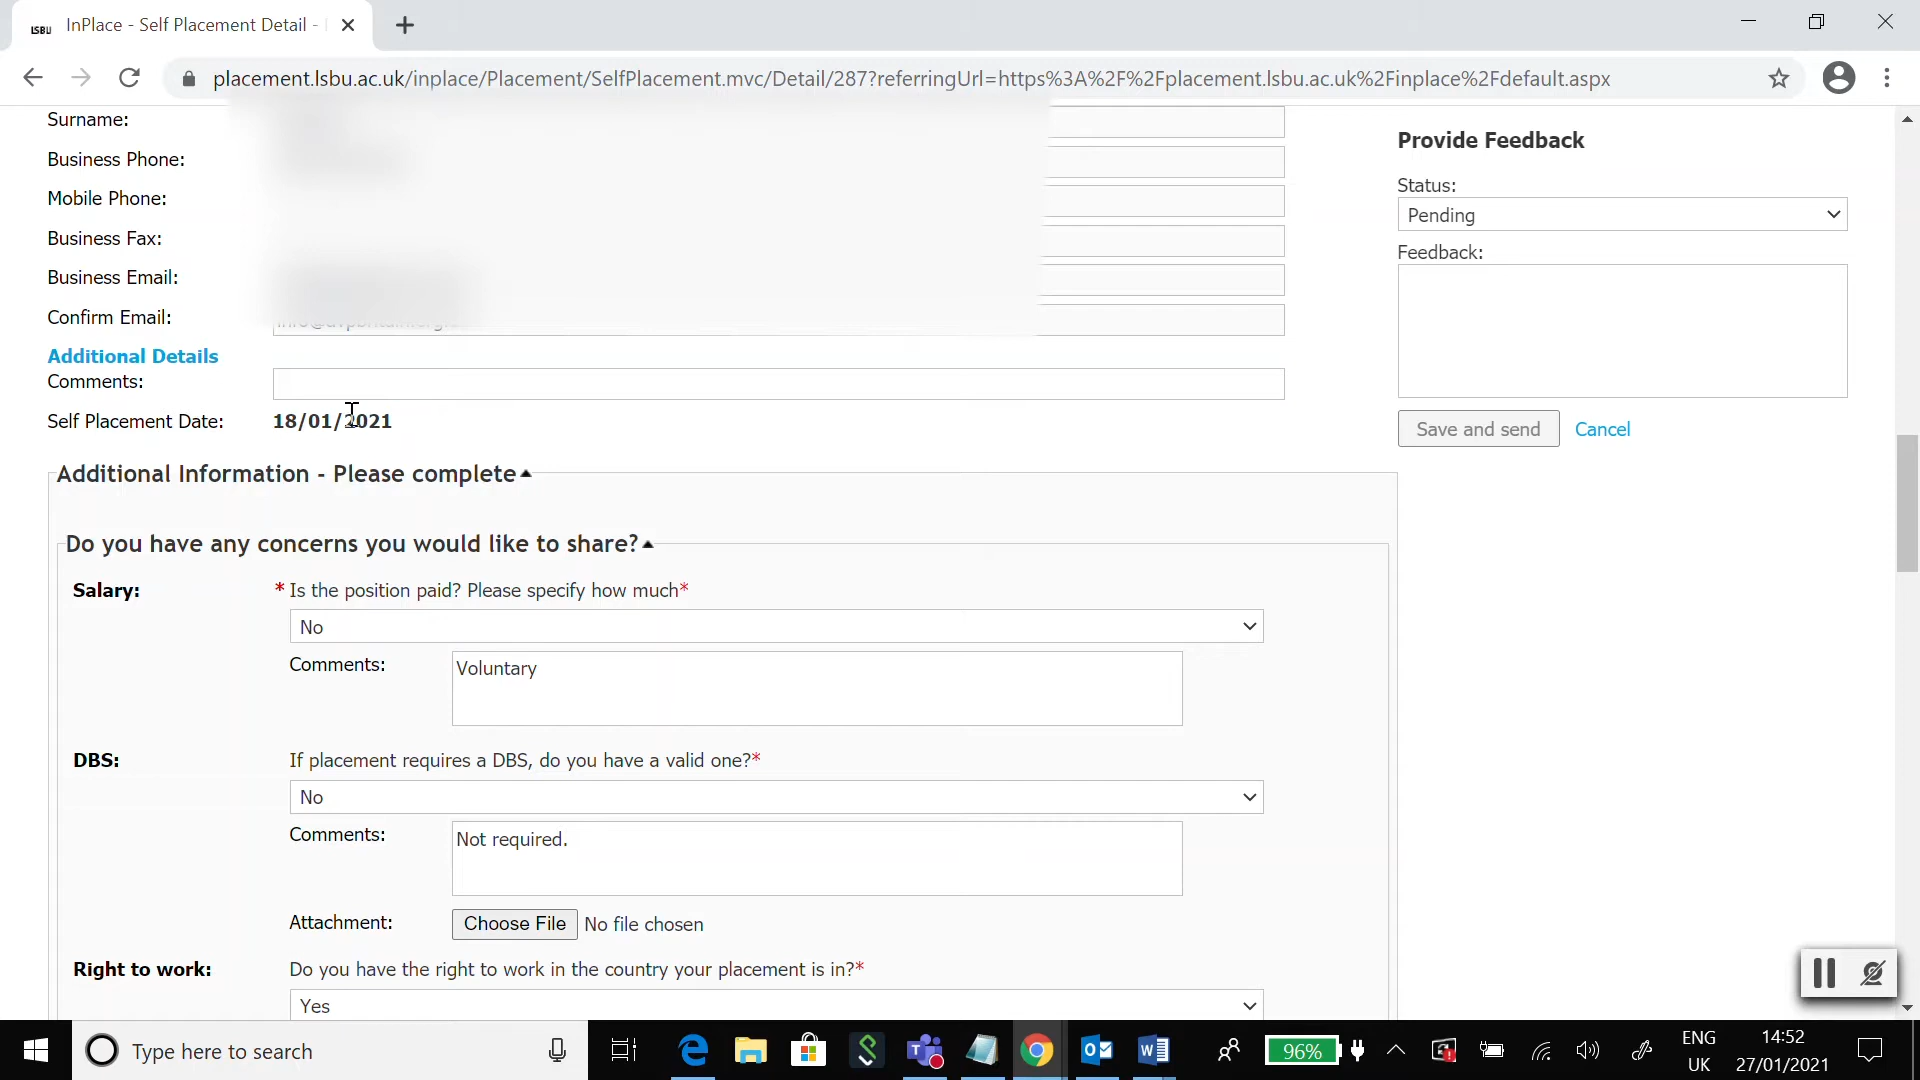 LSBU InPlace - Self Placement Detail -
placement.lsbu.ac.uk/inplace/Placement/SelfPlacement.mvc/Detail/287?referringUrl=https%3A%2F%2Fplacement.lsbu.ac.uk%2Finplace%2Fdefault.aspx
Surname:
Business Phone:
Mobile Phone:
Business Fax:
Business Email:
Confirm Email:
Additional Details
Comments:
Self Placement Date: 18/01/2021
Provide Feedback
Status:
Pending
Feedback:
Save and send Cancel
Additional Information - Please complete
Do you have any concerns you would like to share?
Salary: * Is the position paid? Please specify how much*
No
Comments: Voluntary
DBS: If placement requires a DBS, do you have a valid one?*
No
Comments: Not required.
Attachment: Choose File No file chosen
Right to work: Do you have the right to work in the country your placement is in?*
Yes
Type here to search
96%
ENG
UK
14:52
27/01/2021